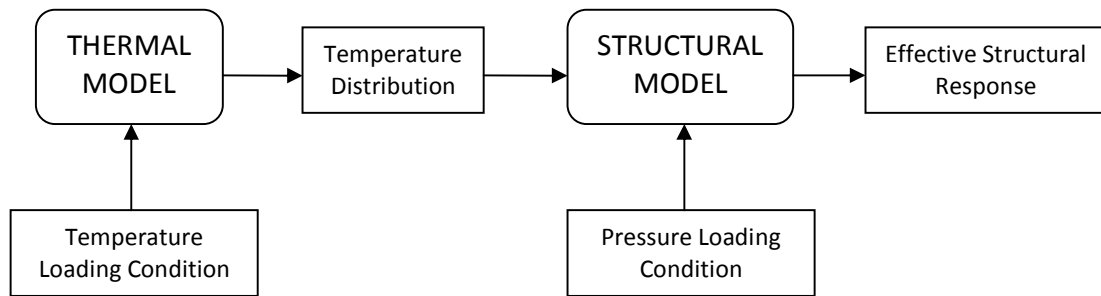 THERMAL
MODEL
Temperature
Distribution
STRUCTURAL
MODEL
Effective Structural
Response
Temperature
Loading Condition
Pressure Loading
Condition